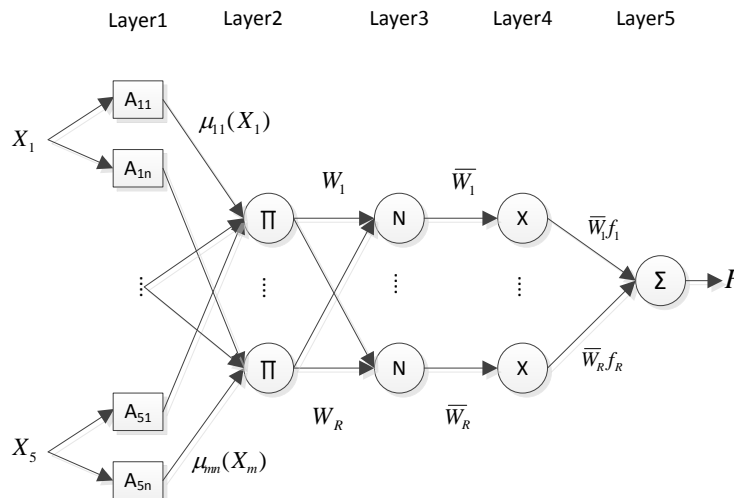 Layer1 Layer2 Layer3 Layer4 Layer5
A11
μ11(X1)
X1
A1n
W1
W̅1
∏
N
X
W̅1f1
Σ
∏
N
X
W̅RfR
A51
WR
W̅R
X5
μmn(Xm)
A5n